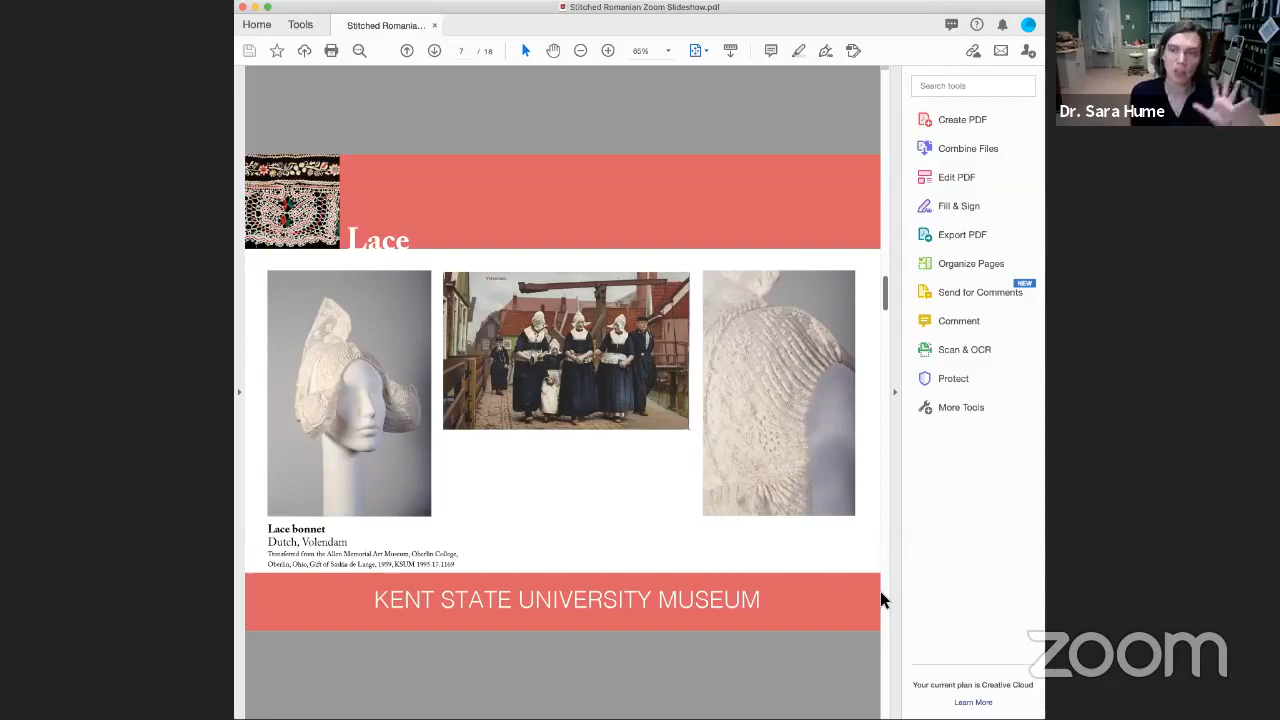 Stitched Romanian Zoom Slideshow.pdf
Home
Tools
Stitched Romania...
7 / 18
65%
Dr. Sara Hume
Search tools
Create PDF
Combine Files
Edit PDF
Fill & Sign
Export PDF
Organize Pages
NEW
Send for Comments
Comment
Scan & OCR
Protect
More Tools
Lace
Volendam.
Lace bonnet
Dutch, Volendam
Transferred from the Allen Memorial Art Museum, Oberlin College,
Oberlin, Ohio, Gift of Saskia de Lange, 1959, KSUM 1995.17.1169
KENT STATE UNIVERSITY MUSEUM
Your current plan is Creative Cloud
Learn More
zoom